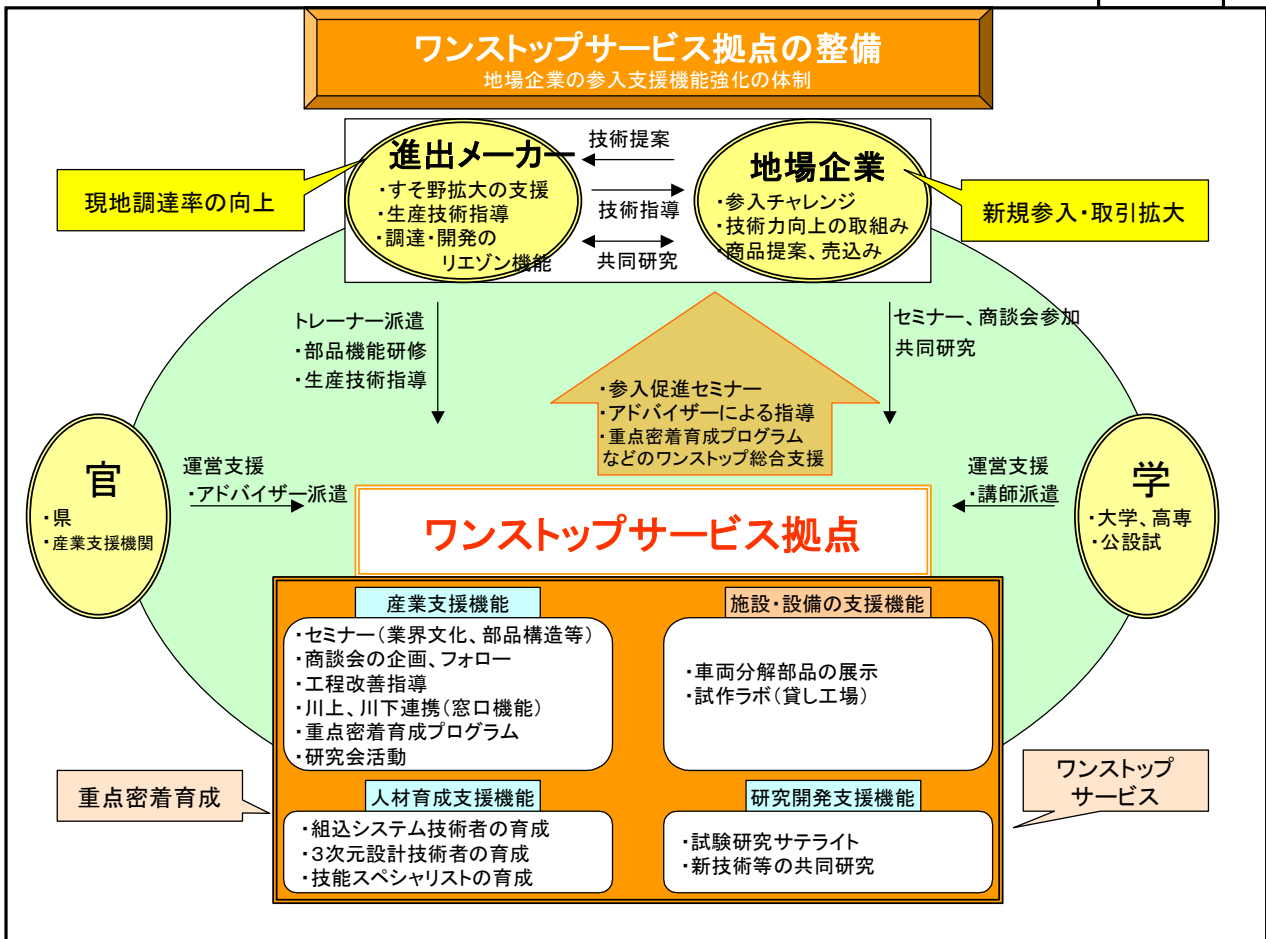 ワンストップサービス拠点の整備
地場企業の参入支援機能強化の体制
進出メーカー
・すそ野拡大の支援
・生産技術指導
・調達・開発の
リエゾン機能
技術提案
技術指導
共同研究
地場企業
・参入チャレンジ
・技術力向上の取組み
・商品提案、売込み
現地調達率の向上
新規参入・取引拡大
トレーナー派遣
・部品機能研修
・生産技術指導
セミナー、商談会参加
共同研究
・参入促進セミナー
・アドバイザーによる指導
・重点密着育成プログラム
などのワンストップ総合支援
官
・県
・産業支援機関
運営支援
・アドバイザー派遣
運営支援
・講師派遣
学
・大学、高専
・公設試
ワンストップサービス拠点
産業支援機能
・セミナー（業界文化、部品構造等）
・商談会の企画、フォロー
・工程改善指導
・川上、川下連携（窓口機能）
・重点密着育成プログラム
・研究会活動
施設・設備の支援機能
・車両分解部品の展示
・試作ラボ（貸し工場）
人材育成支援機能
・組込システム技術者の育成
・３次元設計技術者の育成
・技能スペシャリストの育成
研究開発支援機能
・試験研究サテライト
・新技術等の共同研究
重点密着育成
ワンストップ
サービス